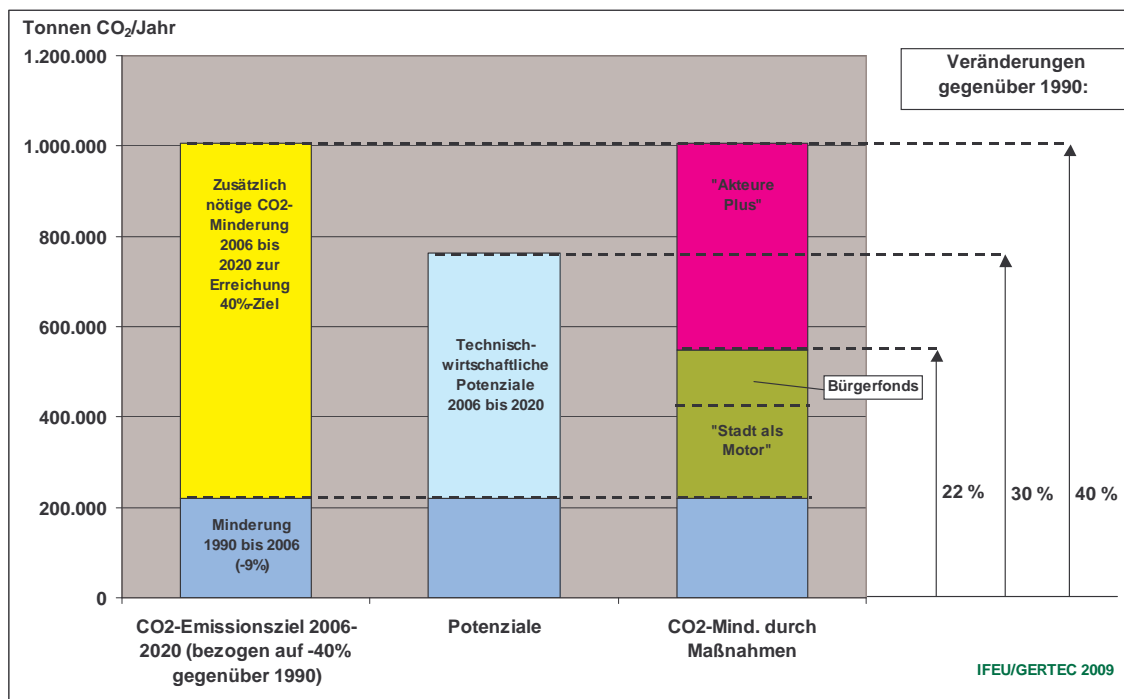 Tonnen CO₂/Jahr
1.200.000
1.000.000
800.000
600.000
400.000
200.000
0
Veränderungen
gegenüber 1990:
Zusätzlich
nötige CO2-
Minderung
2006 bis
2020 zur
Erreichung
40%-Ziel
Minderung
1990 bis 2006
(-9%)
Technisch-
wirtschaftliche
Potenziale
2006 bis 2020
"Akteure
Plus"
Bürgerfonds
"Stadt als
Motor"
22 %
30 %
40 %
CO2-Emissionsziel 2006-
2020 (bezogen auf -40%
gegenüber 1990)
Potenziale
CO2-Mind. durch
Maßnahmen
IFEU/GERTEC 2009